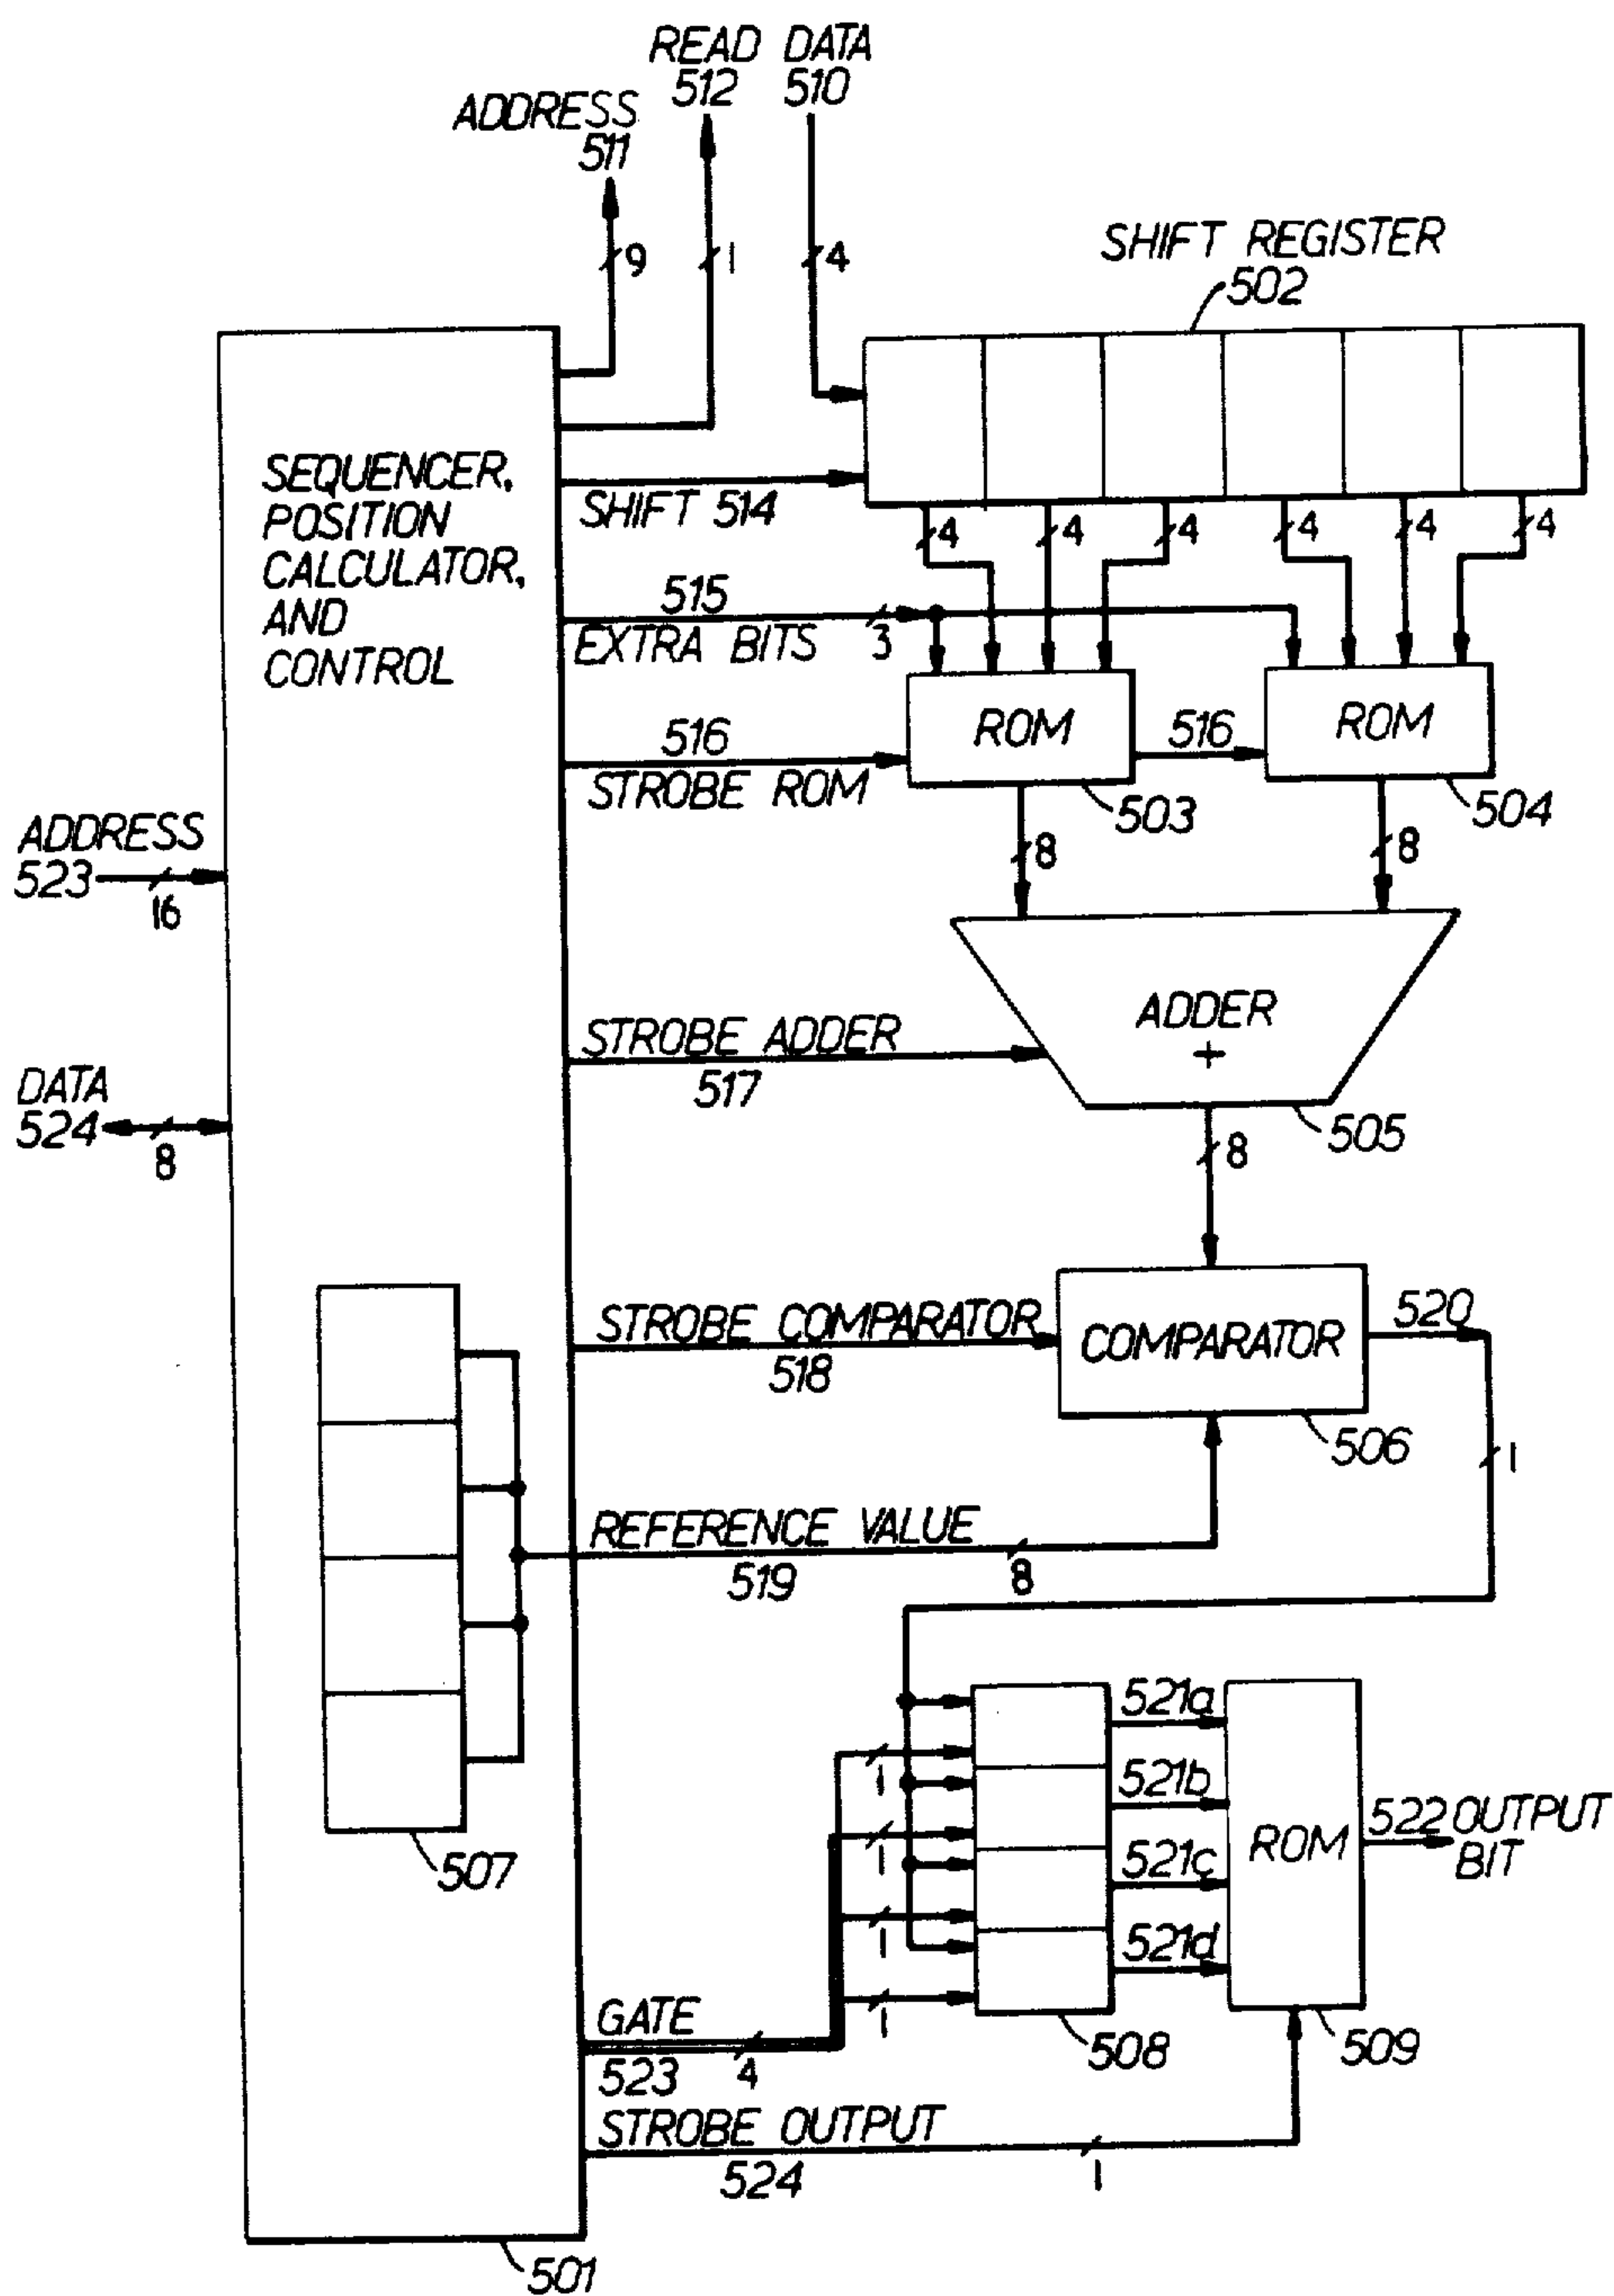 READ DATA
512 510
ADDRESS
511
9
1
4
SHIFT REGISTER
502
SEQUENCER,
POSITION
CALCULATOR,
AND
CONTROL
SHIFT 514
4
4
4
4
4
4
515
EXTRA BITS 3
516
STROBE ROM
ROM
516
ROM
503
504
8
8
ADDRESS
523
16
ADDER
+
STROBE ADDER
517
505
DATA
524
8
8
STROBE COMPARATOR
518
COMPARATOR
520
506
1
REFERENCE VALUE
519
8
507
521a
521b
521c
521d
1
1
1
1
ROM
522 OUTPUT
BIT
GATE
523
4
508
509
STROBE OUTPUT
524
1
501